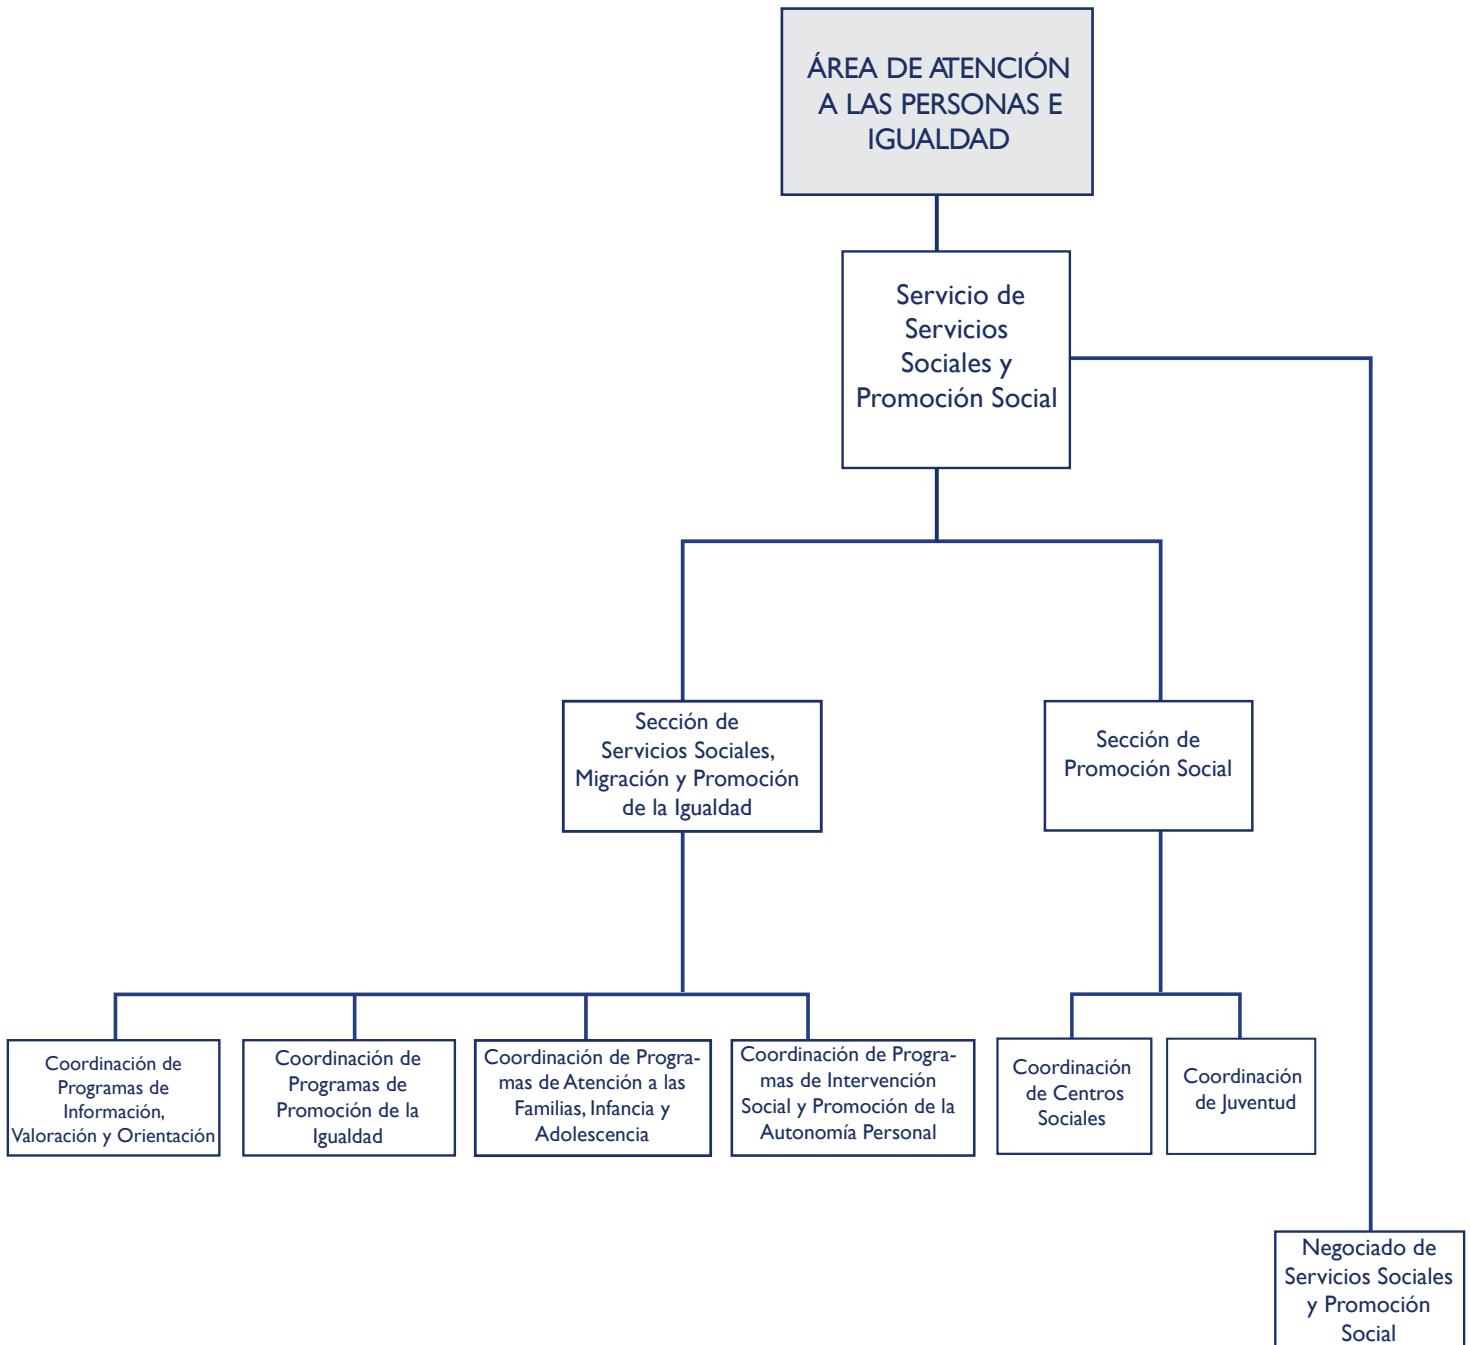 ÁREA DE ATENCIÓN
A LAS PERSONAS E
IGUALDAD
Servicio de
Servicios
Sociales y
Promoción Social
Sección de
Servicios Sociales,
Migración y Promoción
de la Igualdad
Sección de
Promoción Social
Coordinación de
Programas de
Información,
Valoración y Orientación
Coordinación de
Programas de
Promoción de la
Igualdad
Coordinación de Progra-
mas de Atención a las
Familias, Infancia y
Adolescencia
Coordinación de Progra-
mas de Intervención
Social y Promoción de la
Autonomía Personal
Coordinación
de Centros
Sociales
Coordinación
de Juventud
Negociado de
Servicios Sociales
y Promoción
Social